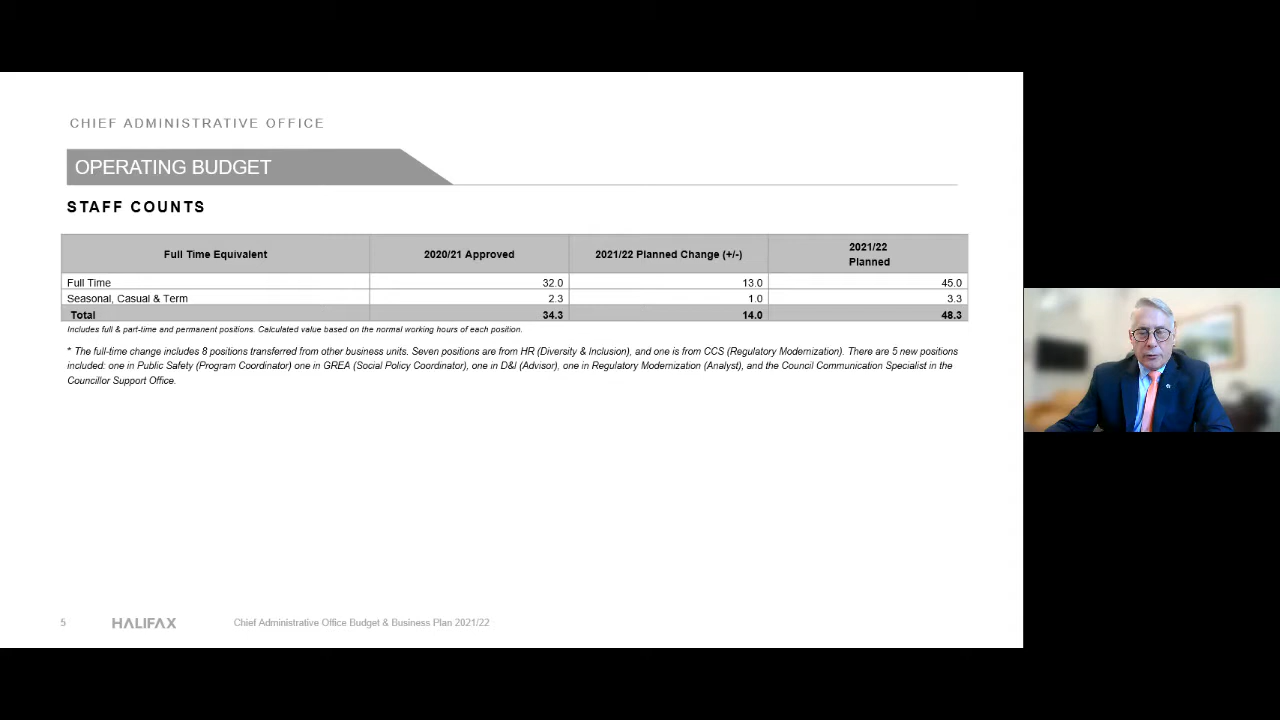 CHIEF ADMINISTRATIVE OFFICE
OPERATING BUDGET
STAFF COUNTS
Full Time Equivalent 2020/21 Approved 2021/22 Planned Change (+/-) 2021/22 Planned
Full Time 32.0 13.0 45.0
Seasonal, Casual & Term 2.3 1.0 3.3
Total 34.3 14.0 48.3
Includes full & part-time and permanent positions. Calculated value based on the normal working hours of each position.
* The full-time change includes 8 positions transferred from other business units. Seven positions are from HR (Diversity & Inclusion), and one is from CCS (Regulatory Modernization). There are 5 new positions
included: one in Public Safety (Program Coordinator) one in GREA (Social Policy Coordinator), one in D&I (Advisor), one in Regulatory Modernization (Analyst), and the Council Communication Specialist in the
Councillor Support Office.
5 HALIFAX Chief Administrative Office Budget & Business Plan 2021/22